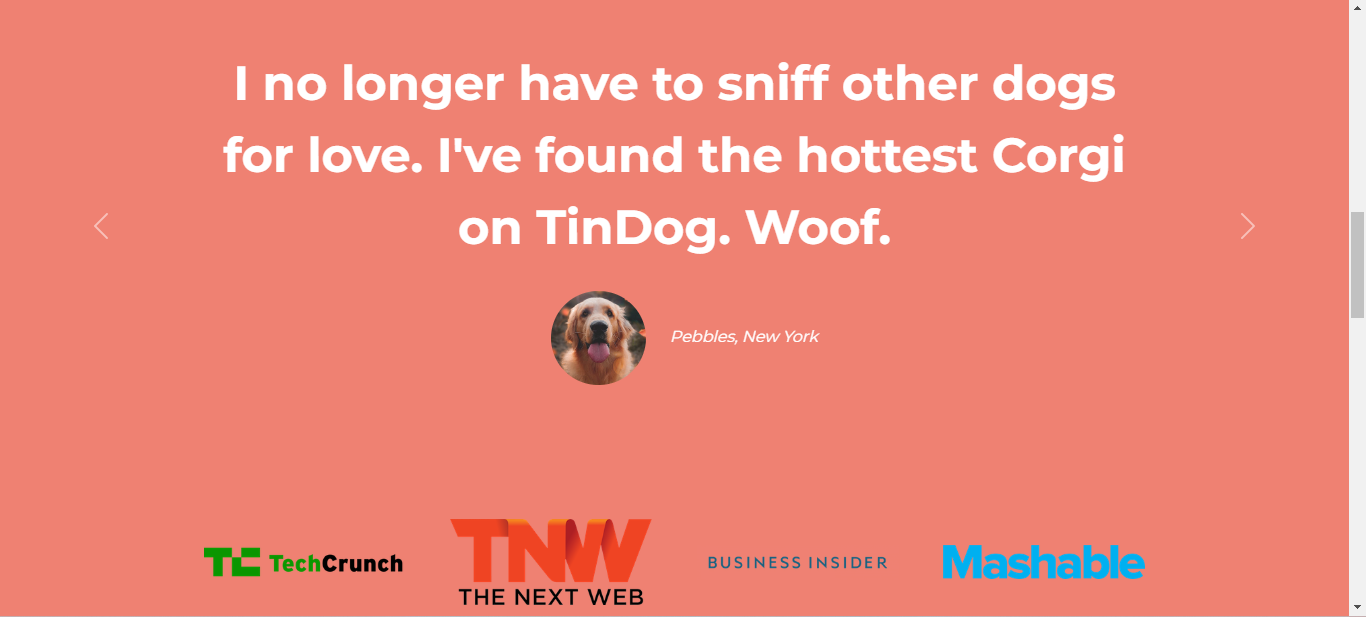 I no longer have to sniff other dogs
for love. I've found the hottest Corgi
on TinDog. Woof.
Pebbles, New York
TC TechCrunch
TNW
THE NEXT WEB
BUSINESS INSIDER
Mashable